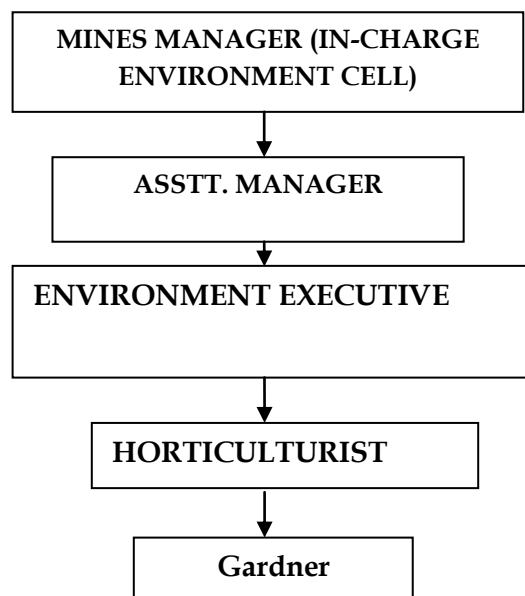 MINES MANAGER (IN-CHARGE
ENVIRONMENT CELL)
ASSTT. MANAGER
ENVIRONMENT EXECUTIVE
HORTICULTURIST
Gardner